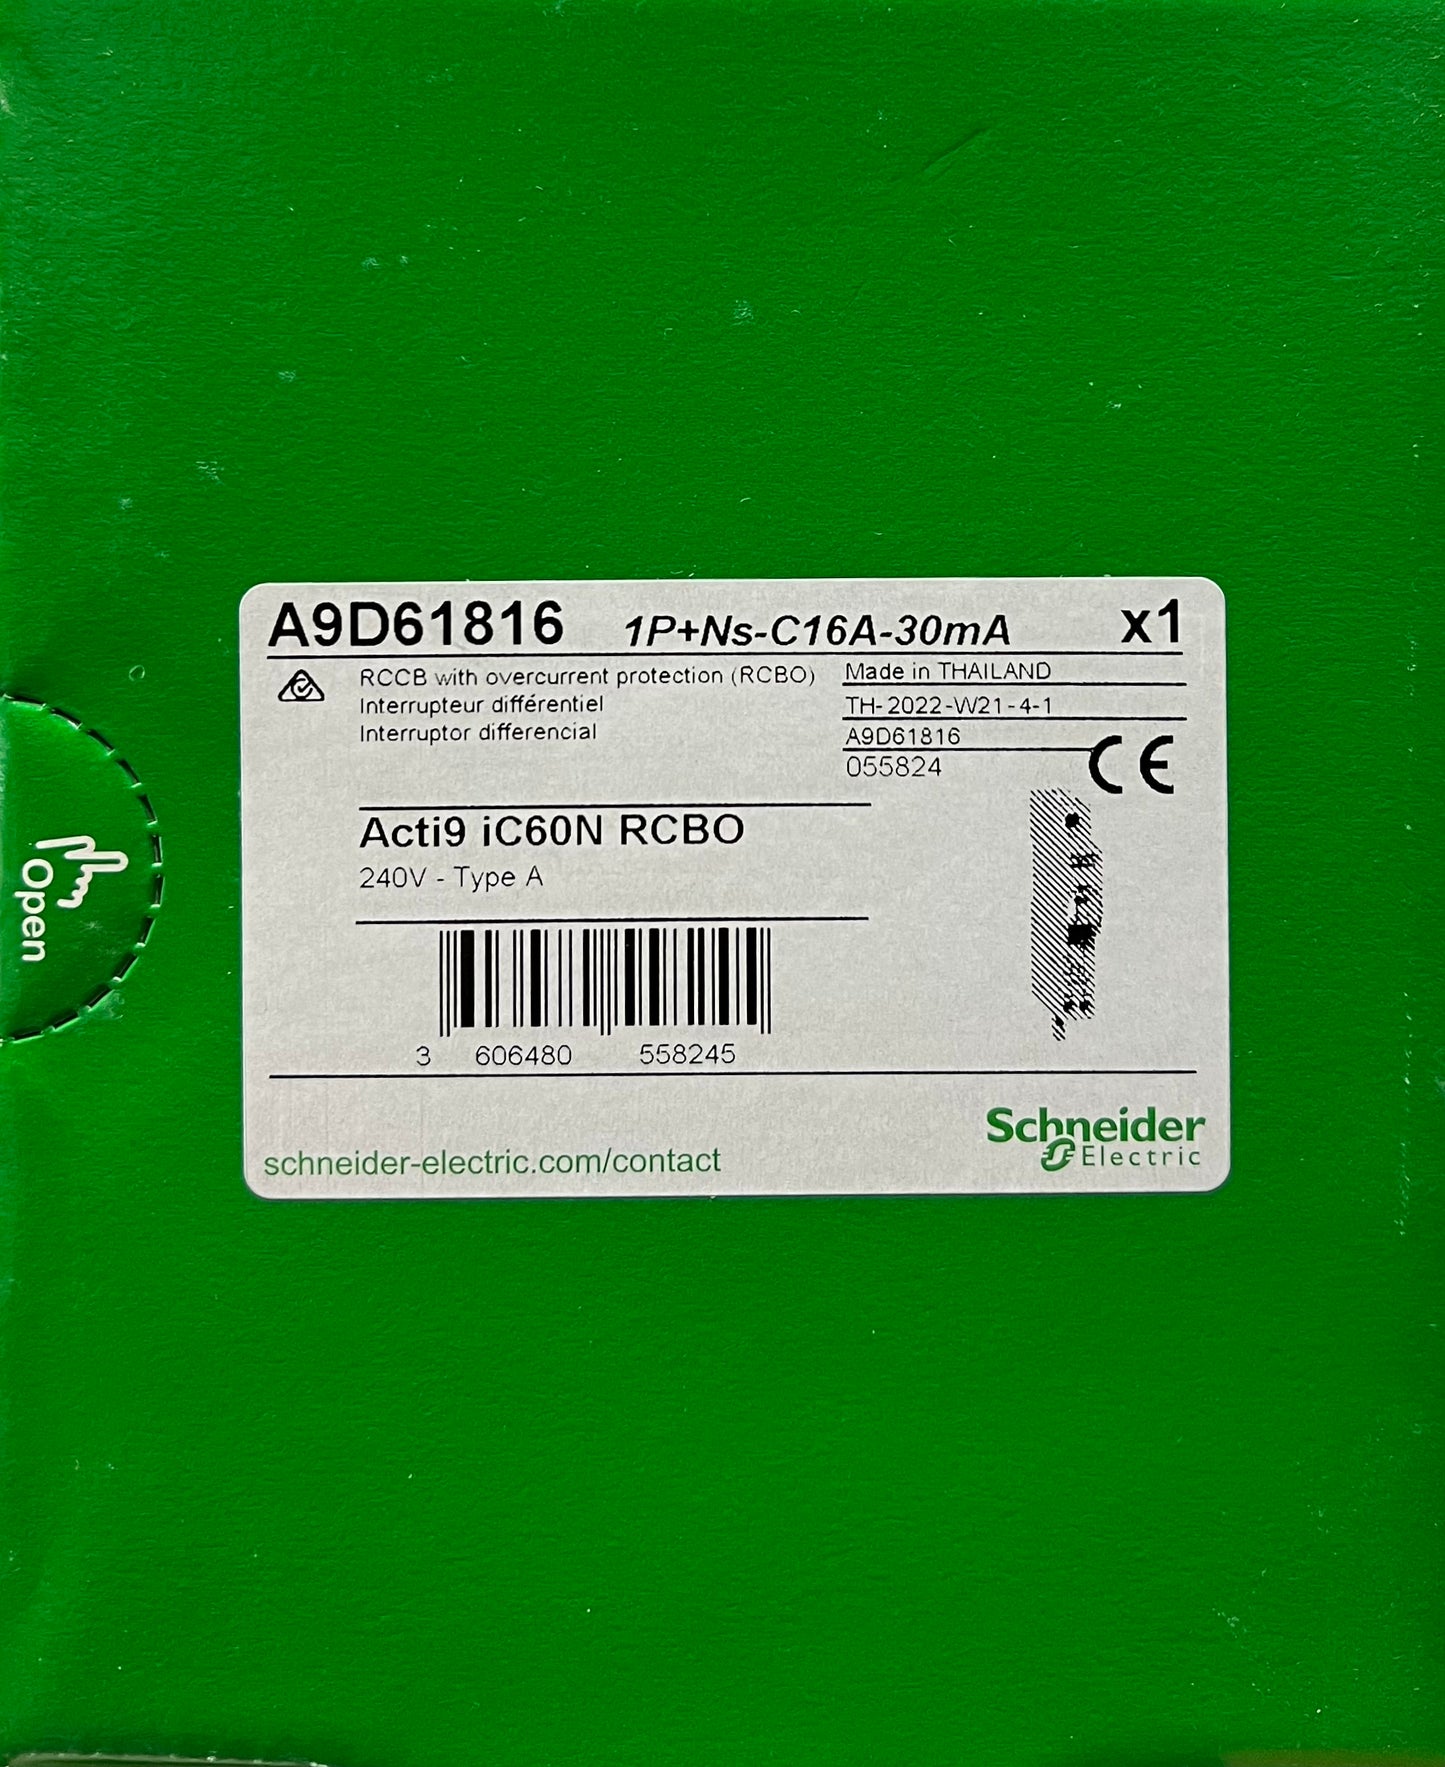 A9D61816 1P+Ns-C16A-30mA x1
RCCB with overcurrent protection (RCBO)
Interrupteur différentiel
Interruptor differencial
Made in THAILAND
TH-2022-W21-4-1
A9D61816
055824
CE
Acti9 iC60N RCBO
240V - Type A
3 606480 558245
schneider-electric.com/contact
Schneider
Electric
Open